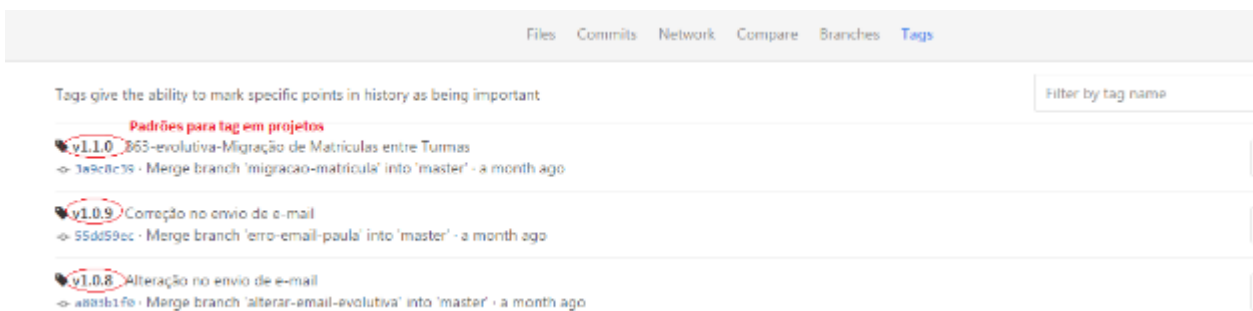 Files Commits Network Compare Branches Tags
Tags give the ability to mark specific points in history as being important
Filter by tag name
Padrões para tag em projetos
v1.1.0 863-evolutiva-Migração de Matrículas entre Turmas
3a9c8c39 · Merge branch 'migracao-matricula' into 'master' · a month ago
v1.0.9 Correção no envio de e-mail
55dd59ec · Merge branch 'erro-email-paula' into 'master' · a month ago
v1.0.8 Alteração no envio de e-mail
Merge branch 'alterar-email-evolutiva' into 'master' · a month ago